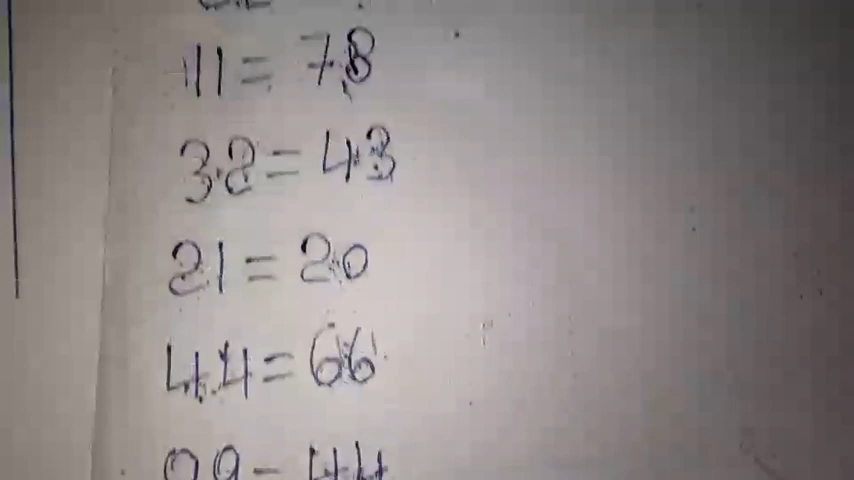 11 = 78
32 = 43
21 = 20
44 = 66